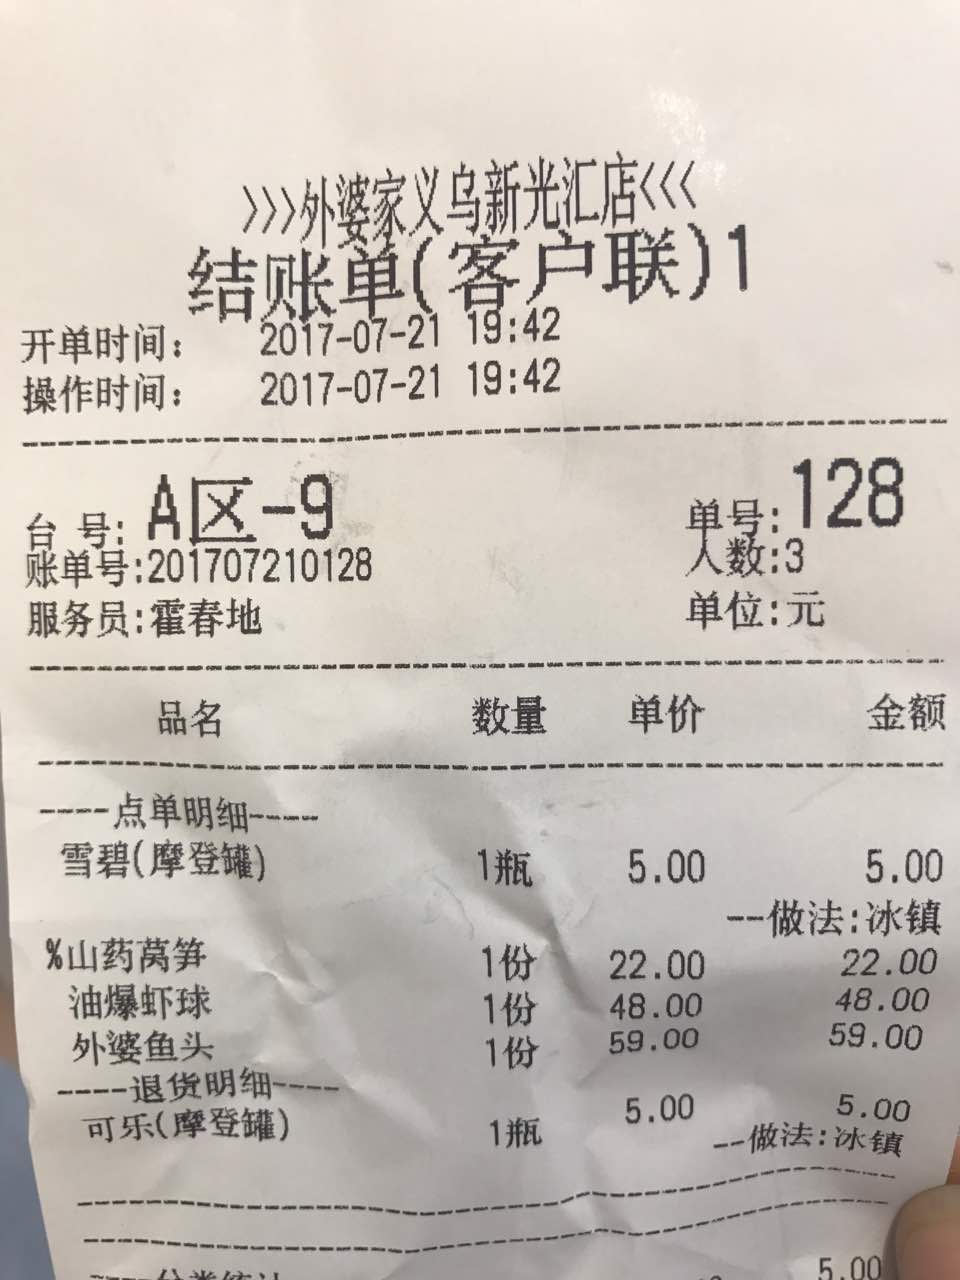 >>>外婆家义乌新光汇店<<<
结账单(客户联)1
开单时间: 2017-07-21 19:42
操作时间: 2017-07-21 19:42
台 号: A区-9 单号:128
账单号:201707210128 人数:3
服务员:霍春地 单位:元
品名 数量 单价 金额
----点单明细----
雪碧(摩登罐) 1瓶 5.00 5.00
--做法:冰镇
%山药莴笋 1份 22.00 22.00
油爆虾球 1份 48.00 48.00
外婆鱼头 1份 59.00 59.00
----退货明细----
可乐(摩登罐) 1瓶 5.00 5.00
--做法:冰镇
----分类统计
5.00